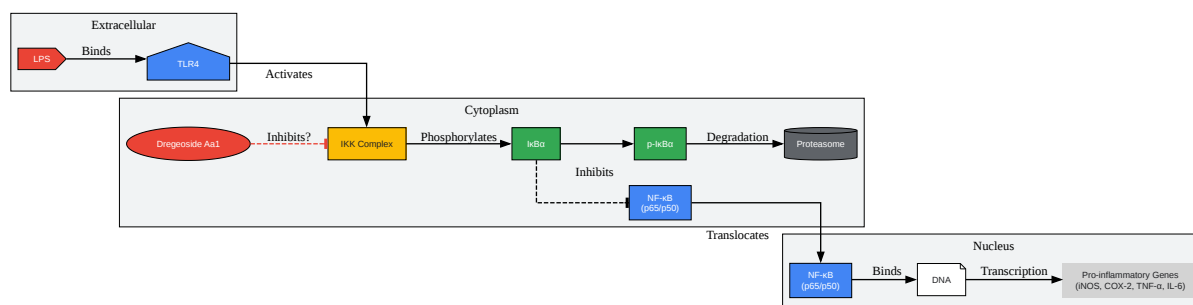 Extracellular
LPS
Binds
TLR4
Activates
Cytoplasm
Dregeoside Aa1
Inhibits?
IKK Complex
Phosphorylates
IκBα
p-IκBα
Degradation
Proteasome
Inhibits
NF-κB
(p65/p50)
Translocates
Nucleus
NF-κB
(p65/p50)
Binds
DNA
Transcription
Pro-inflammatory Genes
(iNOS, COX-2, TNF-α, IL-6)